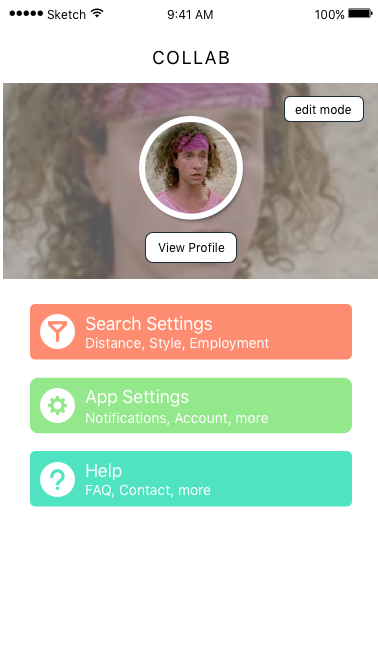 Sketch 9:41 AM 100%
COLLAB
edit mode
View Profile
Search Settings
Distance, Style, Employment
App Settings
Notifications, Account, more
Help
FAQ, Contact, more